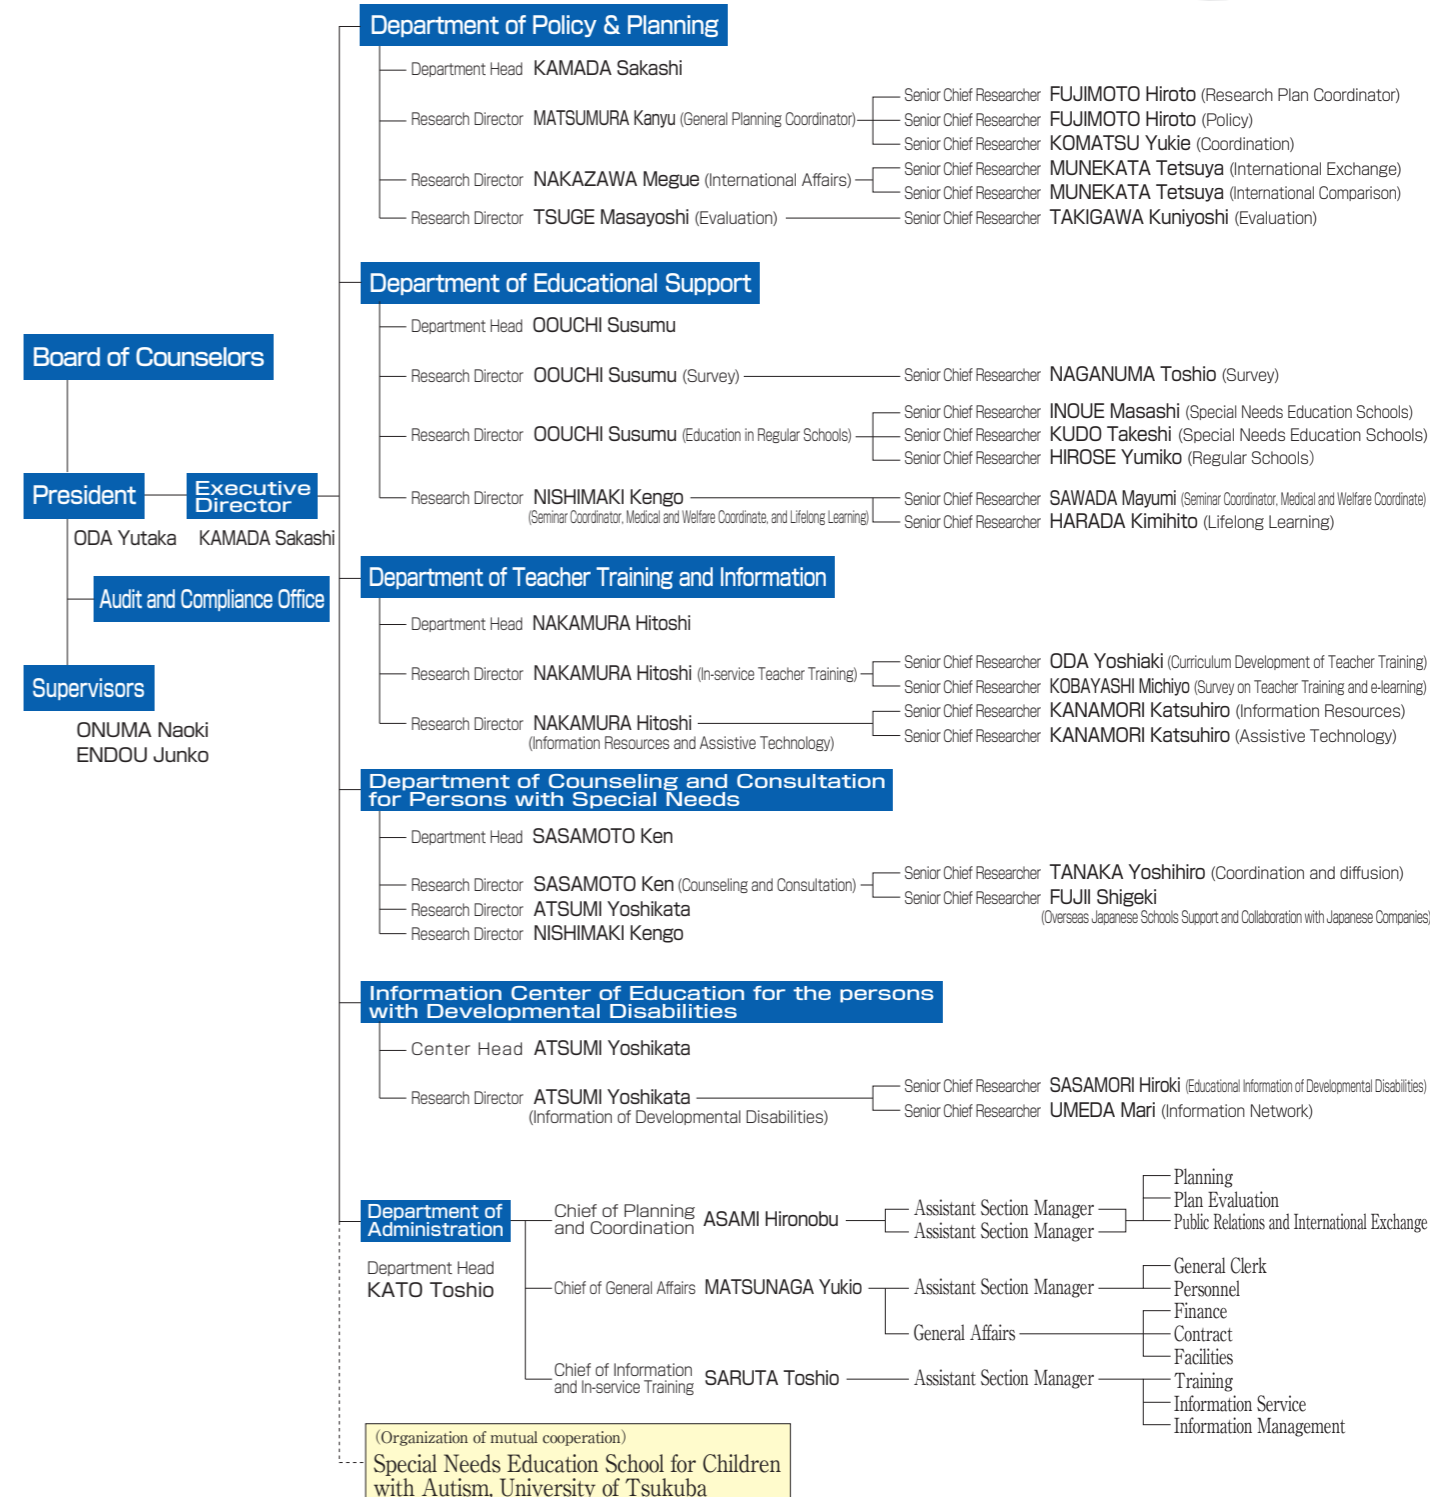 Department of Policy & Planning
Department Head KAMADA Sakashi
Research Director MATSUMURA Kanyu (General Planning Coordinator)
Senior Chief Researcher FUJIMOTO Hiroto (Research Plan Coordinator)
Senior Chief Researcher FUJIMOTO Hiroto (Policy)
Senior Chief Researcher KOMATSU Yukie (Coordination)
Research Director NAKAZAWA Megue (International Affairs)
Senior Chief Researcher MUNEKATA Tetsuya (International Exchange)
Senior Chief Researcher MUNEKATA Tetsuya (International Comparison)
Research Director TSUGE Masayoshi (Evaluation)
Senior Chief Researcher TAKIGAWA Kuniyoshi (Evaluation)
Department of Educational Support
Department Head OOUCHI Susumu
Research Director OOUCHI Susumu (Survey)
Senior Chief Researcher NAGANUMA Toshio (Survey)
Research Director OOUCHI Susumu (Education in Regular Schools)
Senior Chief Researcher INOUE Masashi (Special Needs Education Schools)
Senior Chief Researcher KUDO Takeshi (Special Needs Education Schools)
Senior Chief Researcher HIROSE Yumiko (Regular Schools)
Research Director NISHIMAKI Kengo
(Seminar Coordinator, Medical and Welfare Coordinate, and Lifelong Learning)
Senior Chief Researcher SAWADA Mayumi (Seminar Coordinator, Medical and Welfare Coordinate)
Senior Chief Researcher HARADA Kimihito (Lifelong Learning)
Board of Counselors
President
ODA Yutaka
Executive
Director
KAMADA Sakashi
Audit and Compliance Office
Supervisors
ONUMA Naoki
ENDOU Junko
Department of Teacher Training and Information
Department Head NAKAMURA Hitoshi
Research Director NAKAMURA Hitoshi (In-service Teacher Training)
Senior Chief Researcher ODA Yoshiaki (Curriculum Development of Teacher Training)
Senior Chief Researcher KOBAYASHI Michiyo (Survey on Teacher Training and e-learning)
Research Director NAKAMURA Hitoshi
(Information Resources and Assistive Technology)
Senior Chief Researcher KANAMORI Katsuhiro (Information Resources)
Senior Chief Researcher KANAMORI Katsuhiro (Assistive Technology)
Department of Counseling and Consultation
for Persons with Special Needs
Department Head SASAMOTO Ken
Research Director SASAMOTO Ken (Counseling and Consultation)
Senior Chief Researcher TANAKA Yoshihiro (Coordination and diffusion)
Senior Chief Researcher FUJII Shigeki
(Overseas Japanese Schools Support and Collaboration with Japanese Companies)
Research Director ATSUMI Yoshikata
Research Director NISHIMAKI Kengo
Information Center of Education for the persons
with Developmental Disabilities
Center Head ATSUMI Yoshikata
Research Director ATSUMI Yoshikata
(Information of Developmental Disabilities)
Senior Chief Researcher SASAMORI Hiroki (Educational Information of Developmental Disabilities)
Senior Chief Researcher UMEDA Mari (Information Network)
Department of
Administration
Department Head
KATO Toshio
Chief of Planning
and Coordination ASAMI Hironobu
Assistant Section Manager
Assistant Section Manager
Planning
Plan Evaluation
Public Relations and International Exchange
Chief of General Affairs MATSUNAGA Yukio
Assistant Section Manager
General Clerk
Personnel
General Affairs
Finance
Contract
Facilities
Chief of Information
and In-service Training SARUTA Toshio
Assistant Section Manager
Training
Information Service
Information Management
(Organization of mutual cooperation)
Special Needs Education School for Children
with Autism, University of Tsukuba